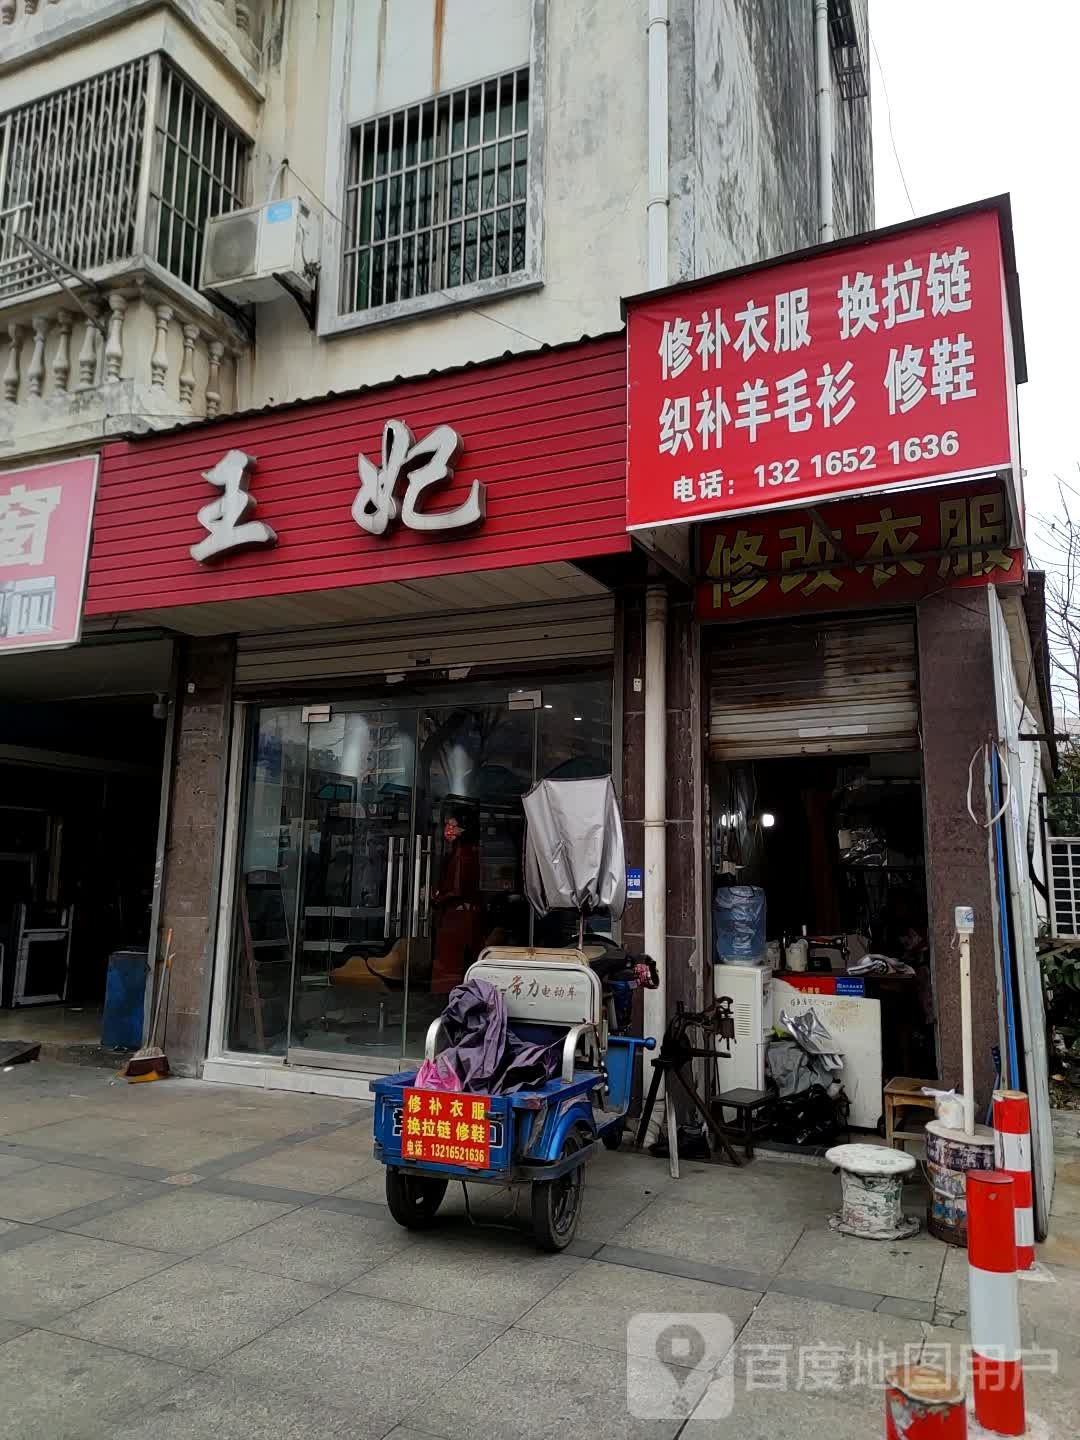 修补衣服 换拉链
织补羊毛衫 修鞋
电话: 132 1652 1636
修改衣服
王妃
窗
常力电动车
修补衣服
换拉链 修鞋
电话:13216521636
百度地图用户